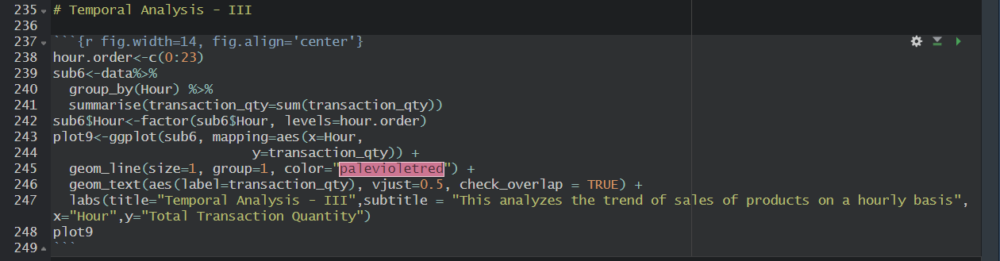 235 # Temporal Analysis - III
236
237 ```{r fig.width=14, fig.align='center'}
238 hour.order<-c(0:23)
239 sub6<-data%>%
240   group_by(Hour) %>%
241   summarise(transaction_qty=sum(transaction_qty))
242 sub6$Hour<-factor(sub6$Hour, levels=hour.order)
243 plot9<-ggplot(sub6, mapping=aes(x=Hour,
244                          y=transaction_qty)) +
245   geom_line(size=1, group=1, color="palevioletred") +
246   geom_text(aes(label=transaction_qty), vjust=0.5, check_overlap = TRUE) +
247   labs(title="Temporal Analysis - III",subtitle = "This analyzes the trend of sales of products on a hourly basis",
x="Hour",y="Total Transaction Quantity")
248 plot9
249 ```